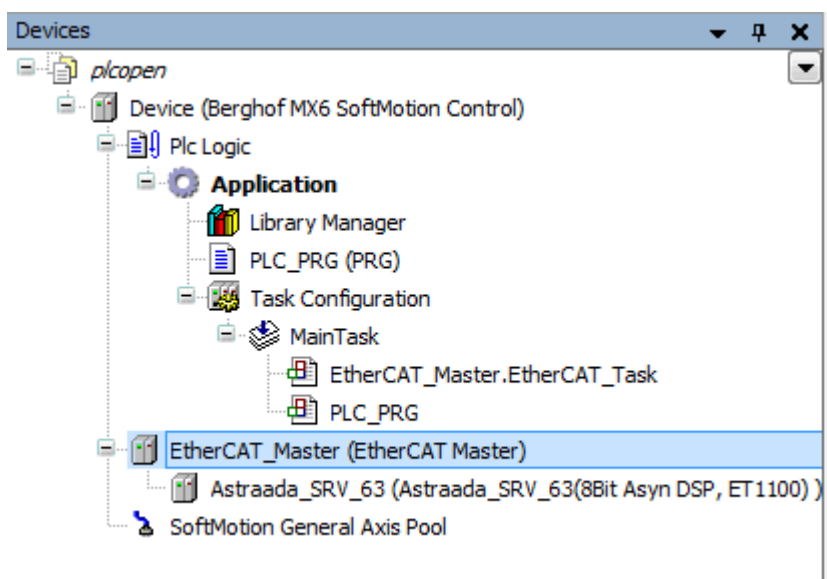 Devices
plcopen
Device (Berghof MX6 SoftMotion Control)
Plc Logic
Application
Library Manager
PLC_PRG (PRG)
Task Configuration
MainTask
EtherCAT_Master.EtherCAT_Task
PLC_PRG
EtherCAT_Master (EtherCAT Master)
Astraada_SRV_63 (Astraada_SRV_63(8Bit Asyn DSP, ET1100) )
SoftMotion General Axis Pool